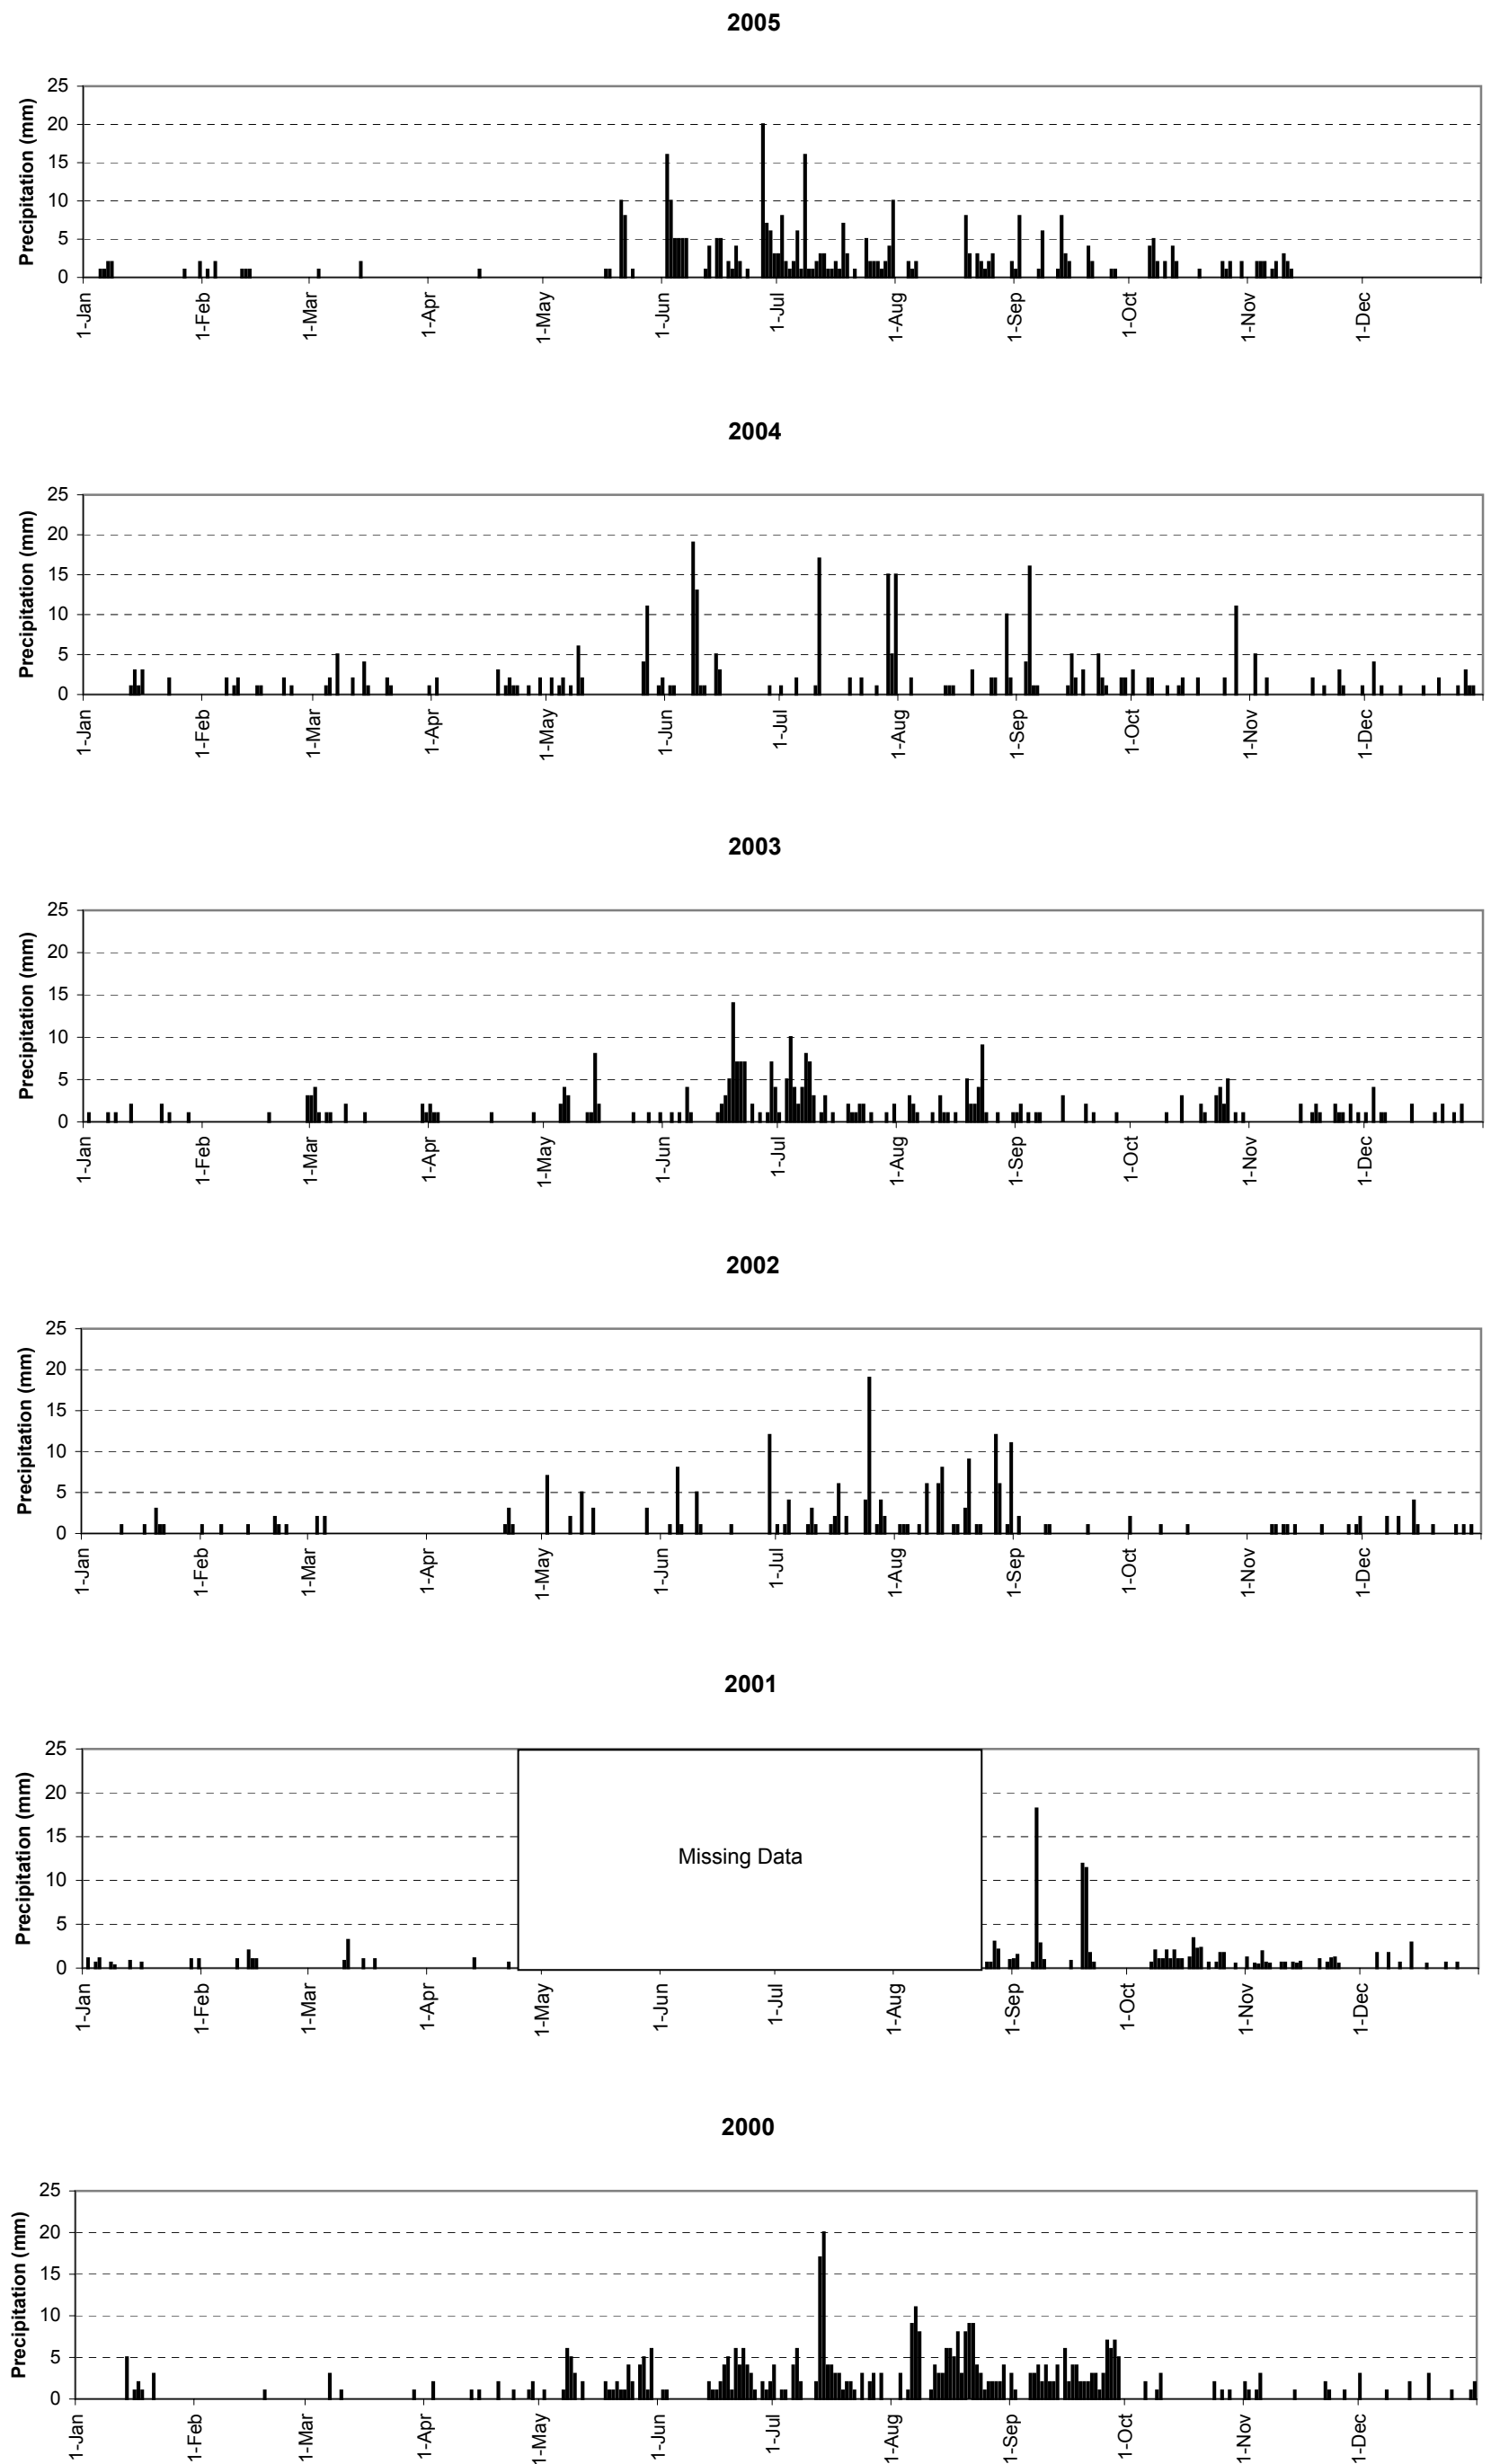 2005
Precipitation (mm)
25
20
15
10
5
0
1-Jan
1-Feb
1-Mar
1-Apr
1-May
1-Jun
1-Jul
1-Aug
1-Sep
1-Oct
1-Nov
1-Dec
2004
Precipitation (mm)
25
20
15
10
5
0
1-Jan
1-Feb
1-Mar
1-Apr
1-May
1-Jun
1-Jul
1-Aug
1-Sep
1-Oct
1-Nov
1-Dec
2003
Precipitation (mm)
25
20
15
10
5
0
1-Jan
1-Feb
1-Mar
1-Apr
1-May
1-Jun
1-Jul
1-Aug
1-Sep
1-Oct
1-Nov
1-Dec
2002
Precipitation (mm)
25
20
15
10
5
0
1-Jan
1-Feb
1-Mar
1-Apr
1-May
1-Jun
1-Jul
1-Aug
1-Sep
1-Oct
1-Nov
1-Dec
2001
Precipitation (mm)
25
20
15
10
5
0
Missing Data
1-Jan
1-Feb
1-Mar
1-Apr
1-May
1-Jun
1-Jul
1-Aug
1-Sep
1-Oct
1-Nov
1-Dec
2000
Precipitation (mm)
25
20
15
10
5
0
1-Jan
1-Feb
1-Mar
1-Apr
1-May
1-Jun
1-Jul
1-Aug
1-Sep
1-Oct
1-Nov
1-Dec